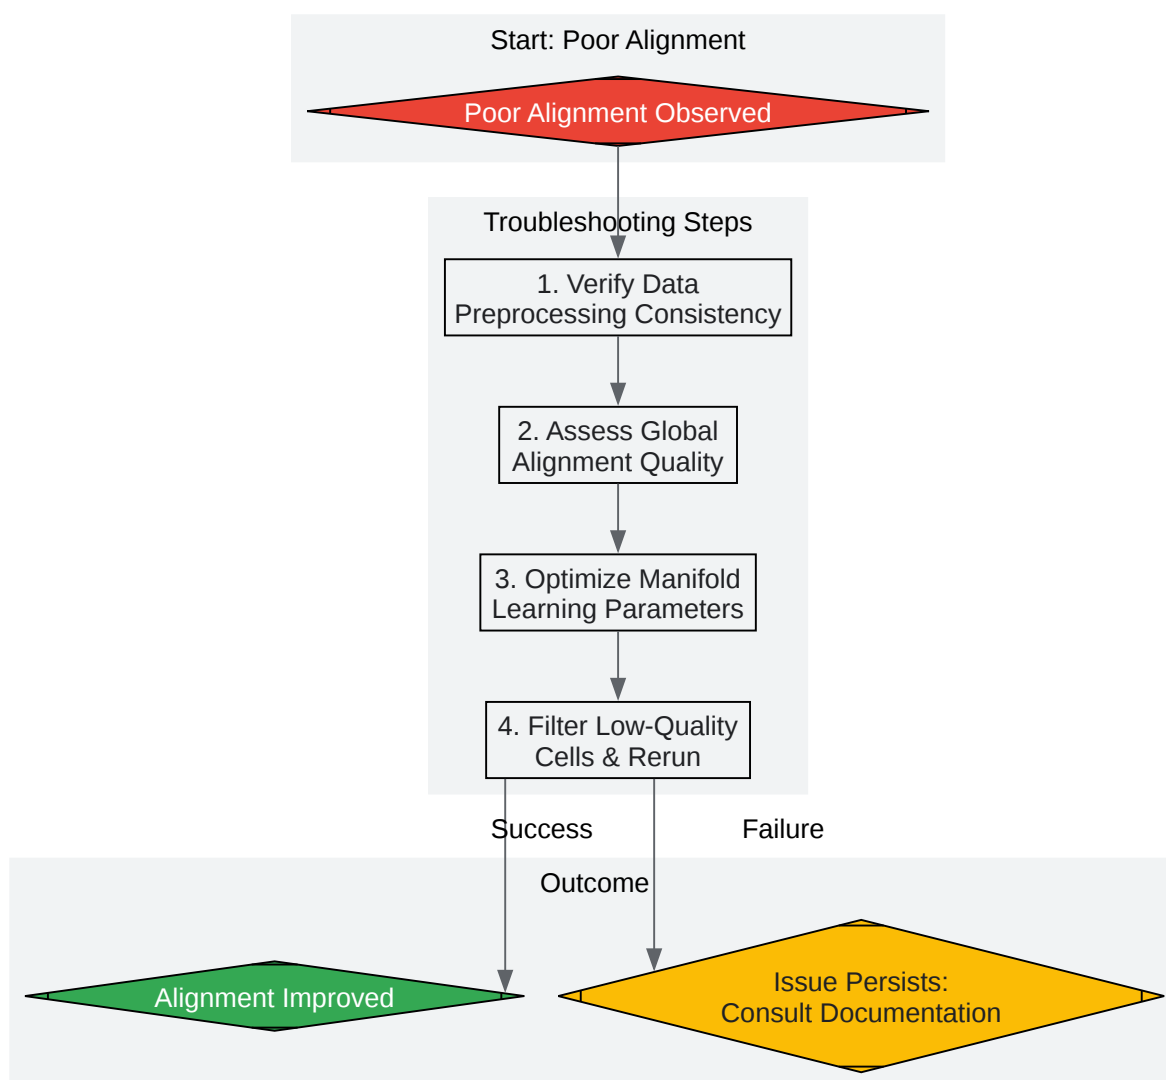 Start: Poor Alignment
Poor Alignment Observed
Troubleshooting Steps
1. Verify Data
Preprocessing Consistency
2. Assess Global
Alignment Quality
3. Optimize Manifold
Learning Parameters
4. Filter Low-Quality
Cells & Rerun
Success
Failure
Outcome
Alignment Improved
Issue Persists:
Consult Documentation